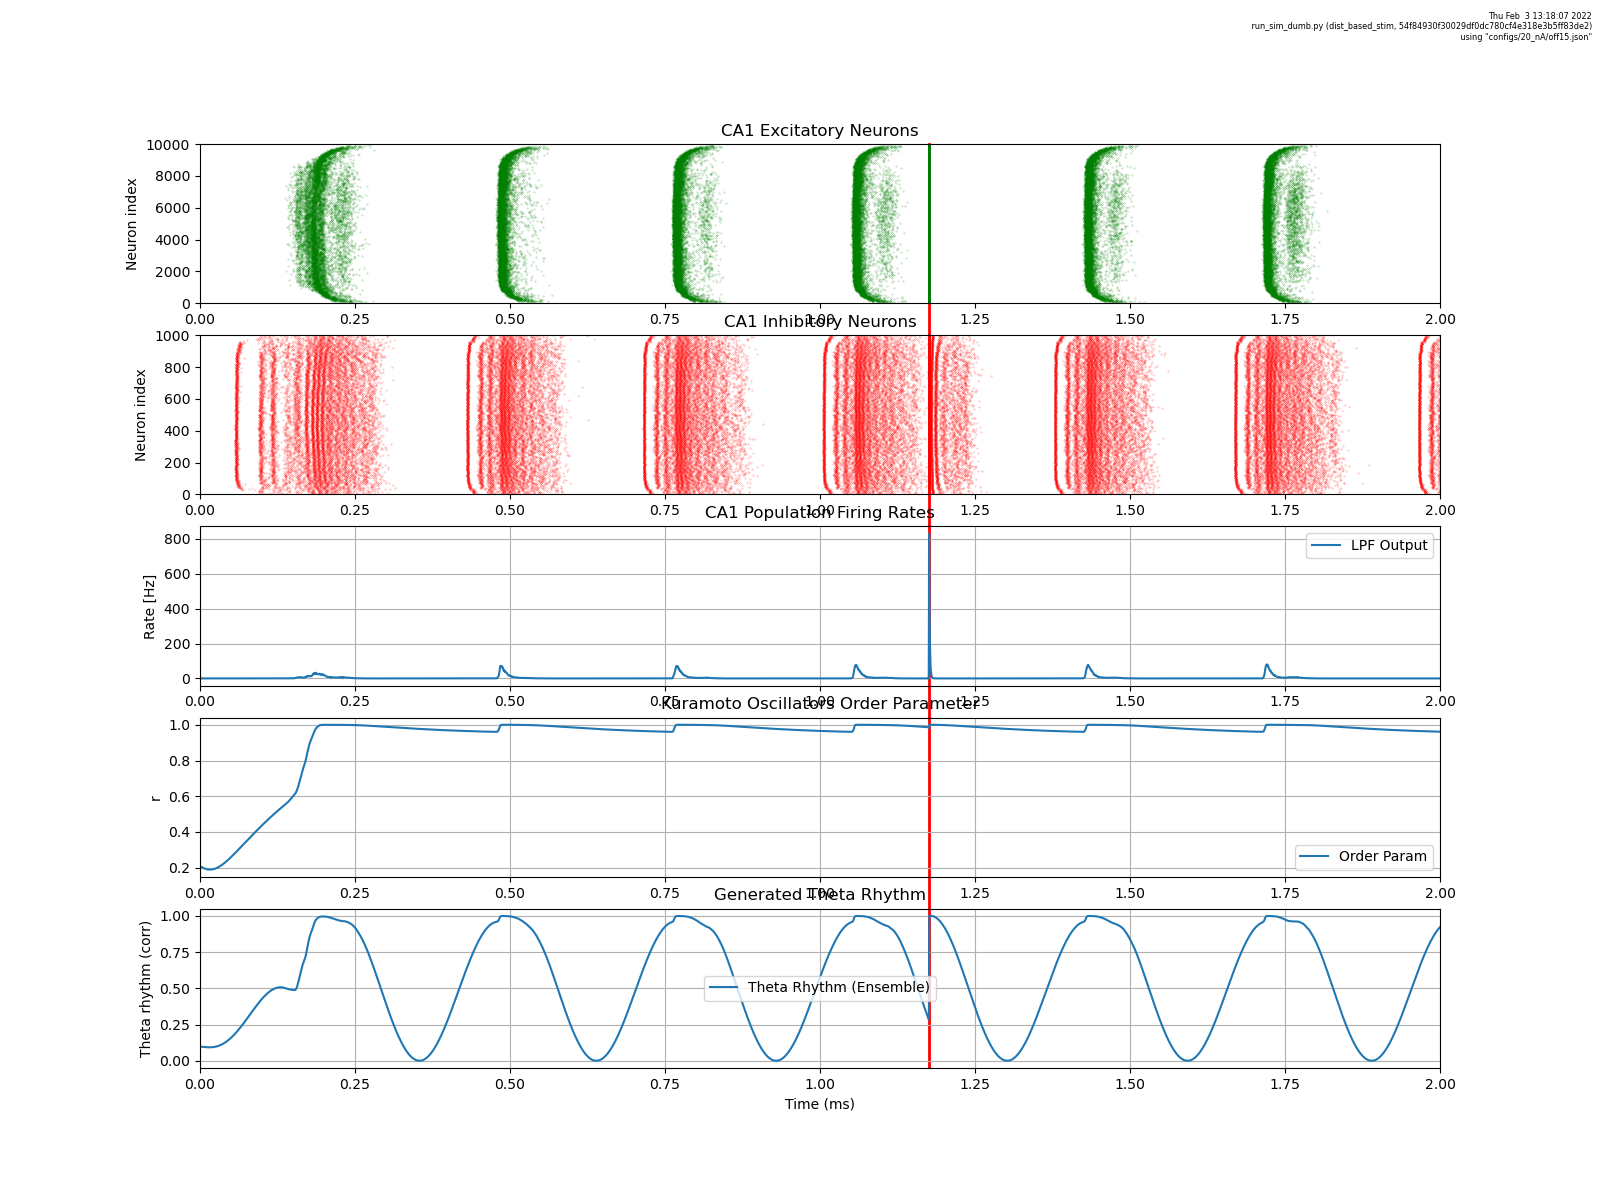 Thu Feb  3 13:18:07 2022
run_sim_dumb.py (dist_based_stim, 54f84930f30029df0dc780cf4e318e3b5ff83de2)
using "configs/20_nA/off15.json"
CA1 Excitatory Neurons
Neuron index
10000
8000
6000
4000
2000
0
0.00 0.25 0.50 0.75 1.00 1.25 1.50 1.75 2.00
CA1 Inhibitory Neurons
Neuron index
1000
800
600
400
200
0
0.00 0.25 0.50 0.75 1.00 1.25 1.50 1.75 2.00
CA1 Population Firing Rates
Rate [Hz]
800
600
400
200
0
LPF Output
0.00 0.25 0.50 0.75 1.00 1.25 1.50 1.75 2.00
Kuramoto Oscillators Order Parameter
r
1.0
0.8
0.6
0.4
0.2
Order Param
0.00 0.25 0.50 0.75 1.00 1.25 1.50 1.75 2.00
Generated Theta Rhythm
Theta rhythm (corr)
1.00
0.75
0.50
0.25
0.00
Theta Rhythm (Ensemble)
0.00 0.25 0.50 0.75 1.00 1.25 1.50 1.75 2.00
Time (ms)